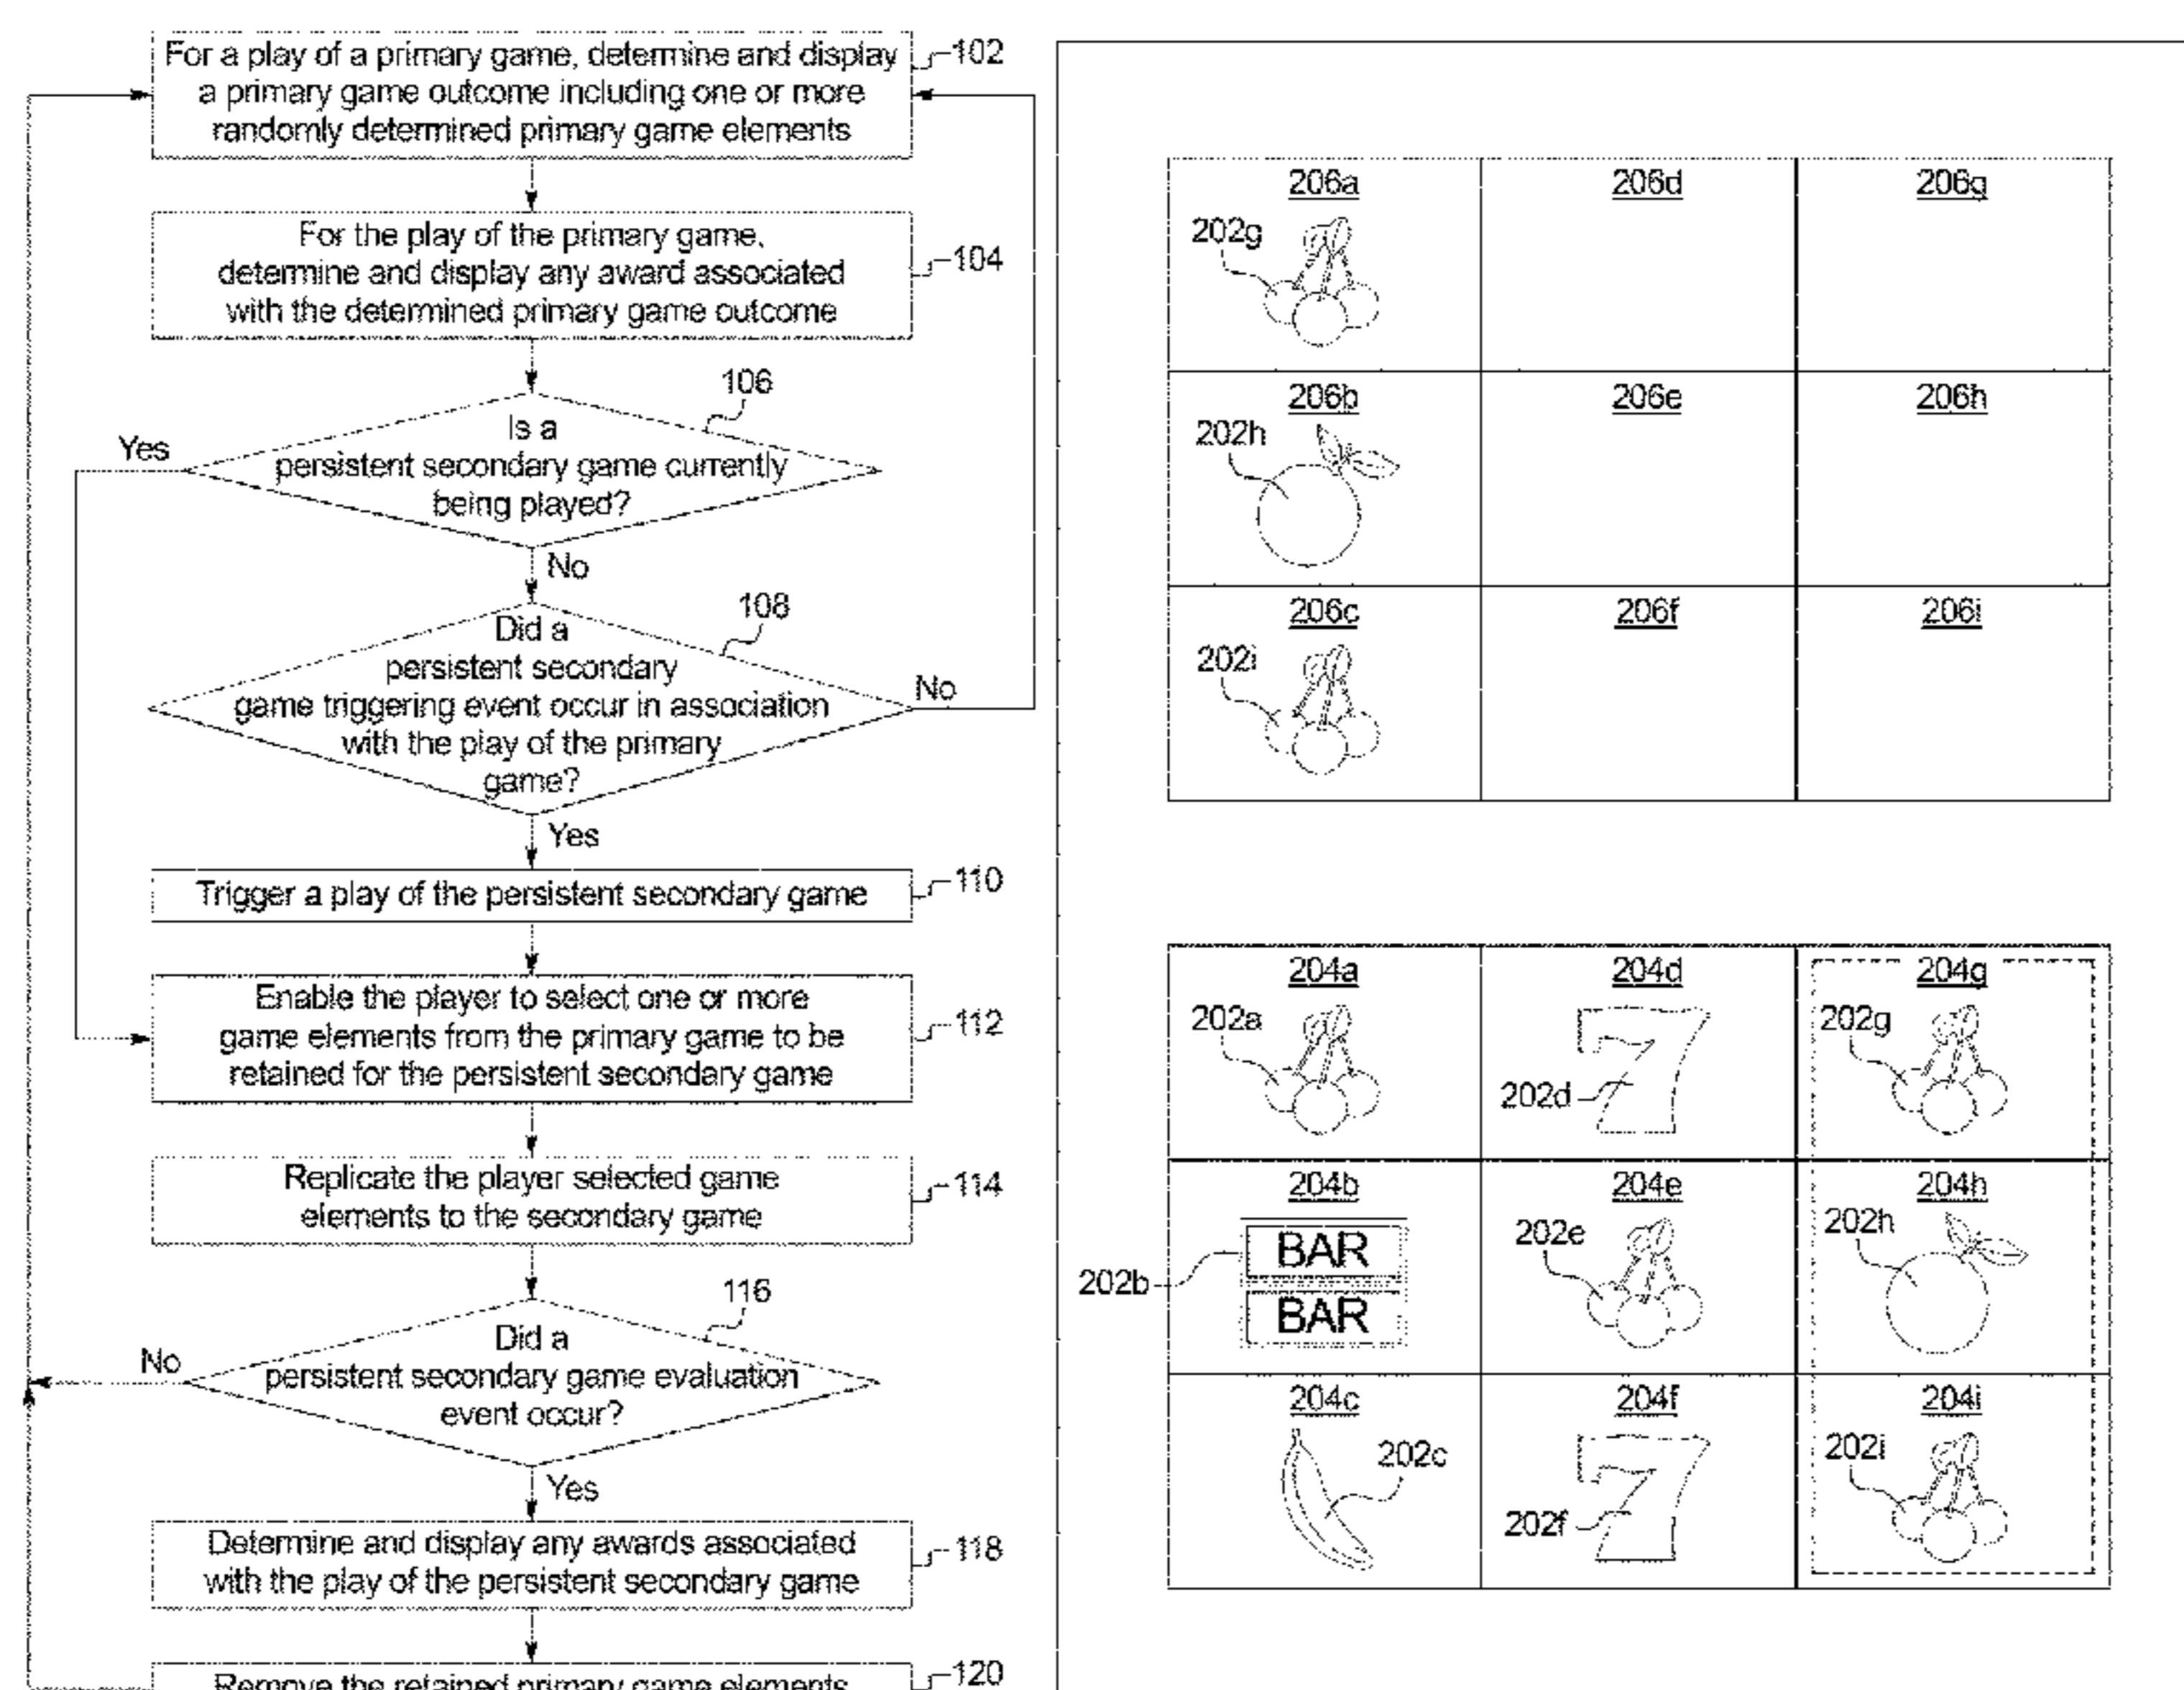 For a play of a primary game, determine and display
a primary game outcome including one or more
randomly determined primary game elements
102
For the play of the primary game,
determine and display any award associated
with the determined primary game outcome
104
106
Is a
persistent secondary game currently
being played?
Yes
No
108
Did a
persistent secondary
game triggering event occur in association
with the play of the primary
game?
No
Yes
Trigger a play of the persistent secondary game
110
Enable the player to select one or more
game elements from the primary game to be
retained for the persistent secondary game
112
Replicate the player selected game
elements to the secondary game
114
116
Did a
persistent secondary game evaluation
event occur?
No
Yes
Determine and display any awards associated
with the play of the persistent secondary game
118
Remove the retained primary game elements
120
206a 206d 206g
202g
206b 206e 206h
202h
206c 206f 206i
202i
204a 204d 204g
202a 202d 202g
204b 204e 204h
202b BAR 202e 202h
BAR
204c 204f 204i
202c 202f 202i